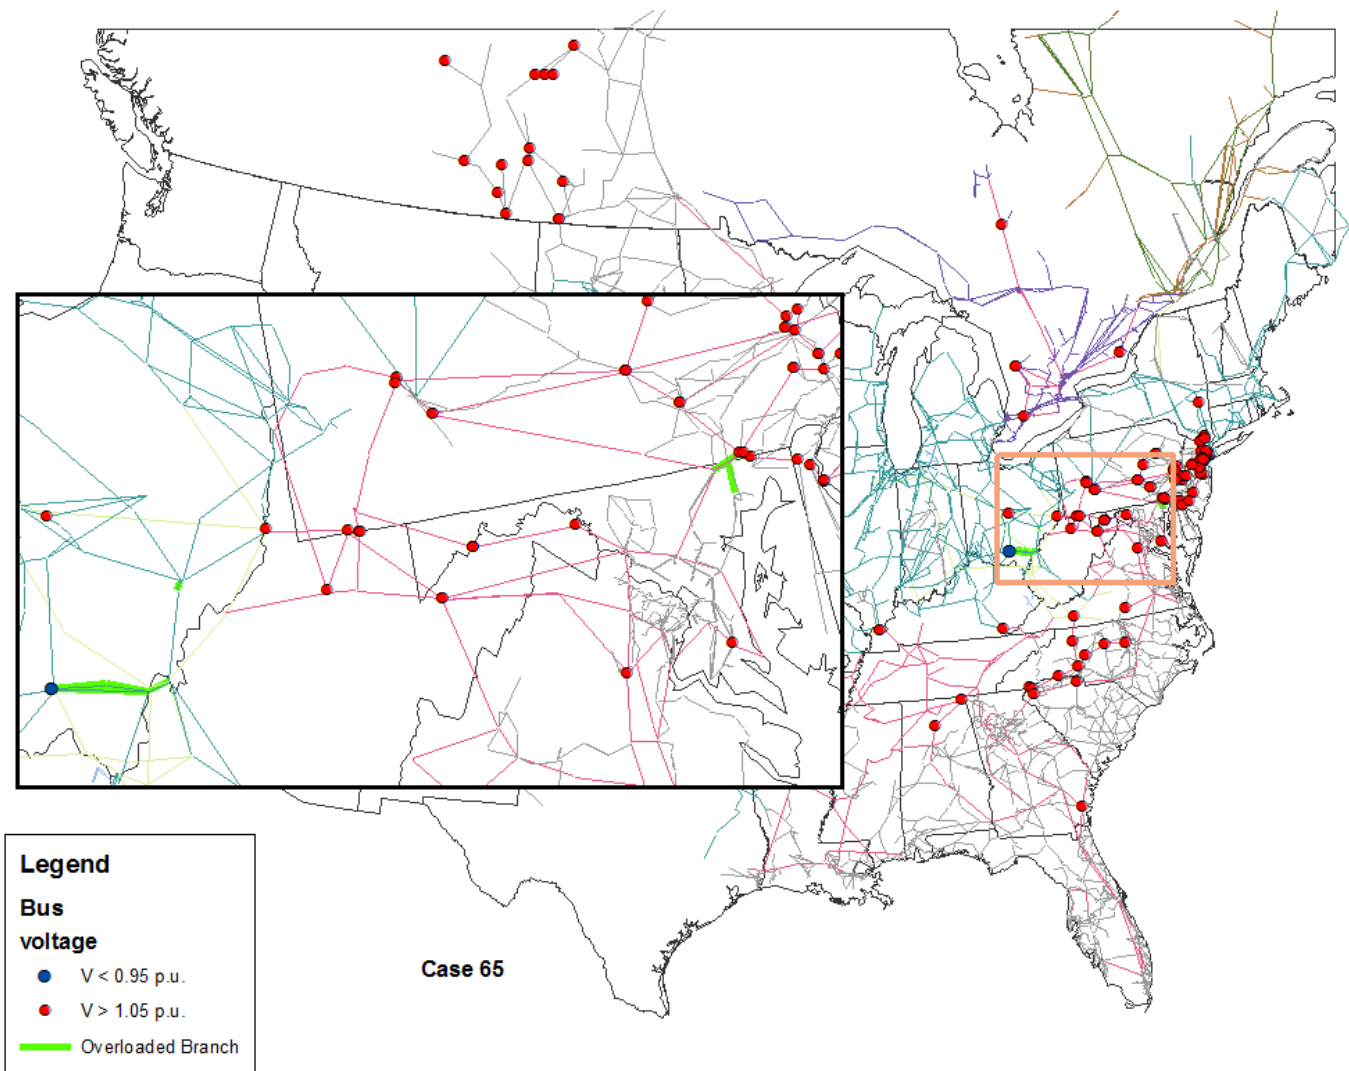 Case 65
Legend
Bus
voltage
V < 0.95 p.u.
V > 1.05 p.u.
Overloaded Branch